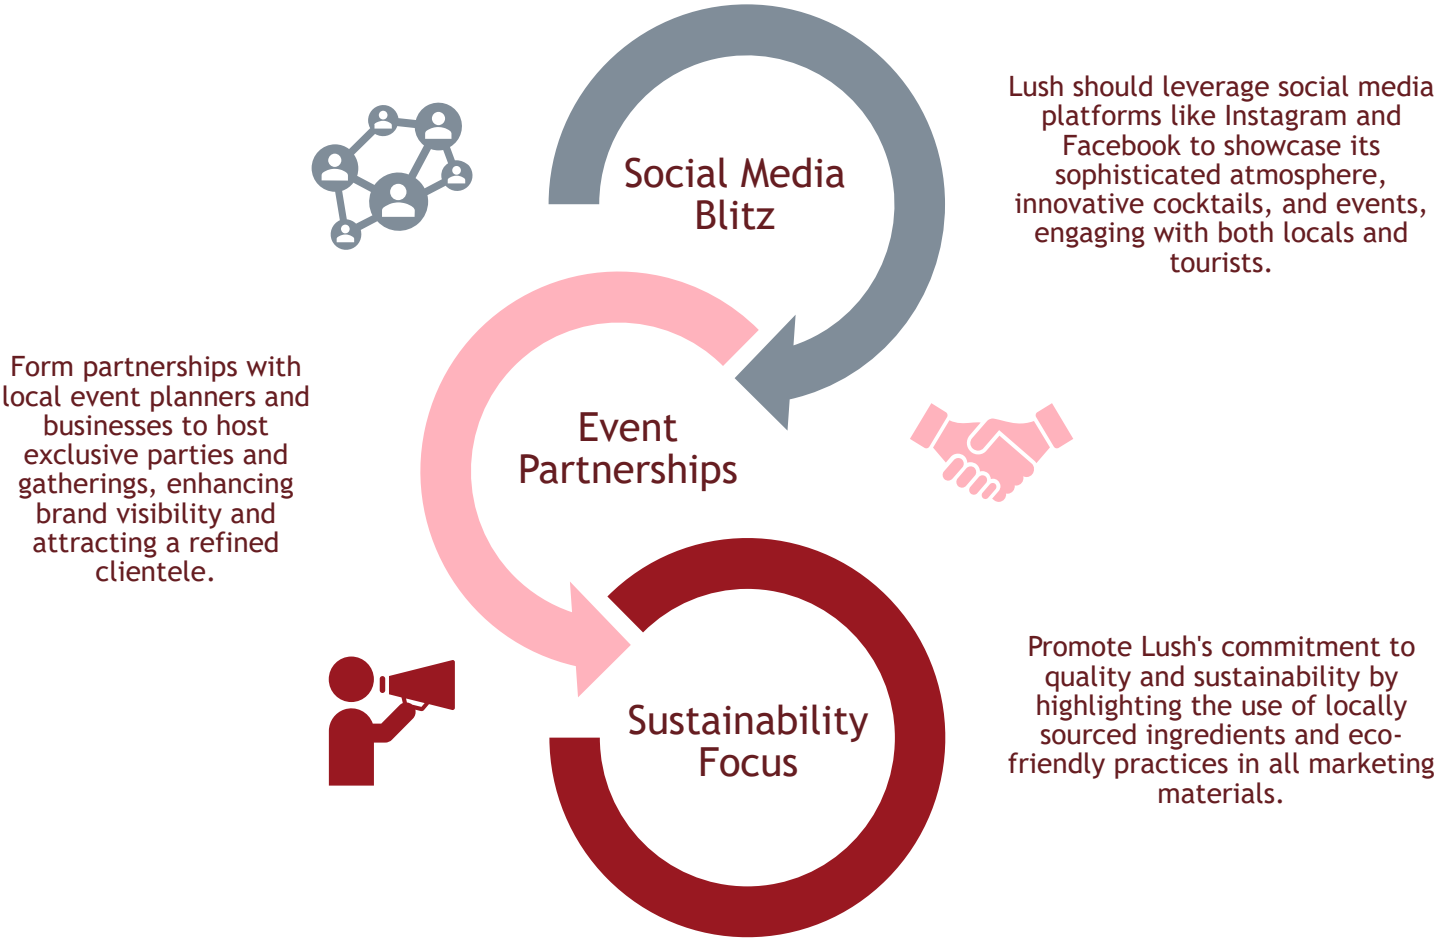 Social Media
Blitz
Lush should leverage social media
platforms like Instagram and
Facebook to showcase its
sophisticated atmosphere,
innovative cocktails, and events,
engaging with both locals and
tourists.
Event
Partnerships
Form partnerships with
local event planners and
businesses to host
exclusive parties and
gatherings, enhancing
brand visibility and
attracting a refined
clientele.
Sustainability
Focus
Promote Lush's commitment to
quality and sustainability by
highlighting the use of locally
sourced ingredients and eco-
friendly practices in all marketing
materials.